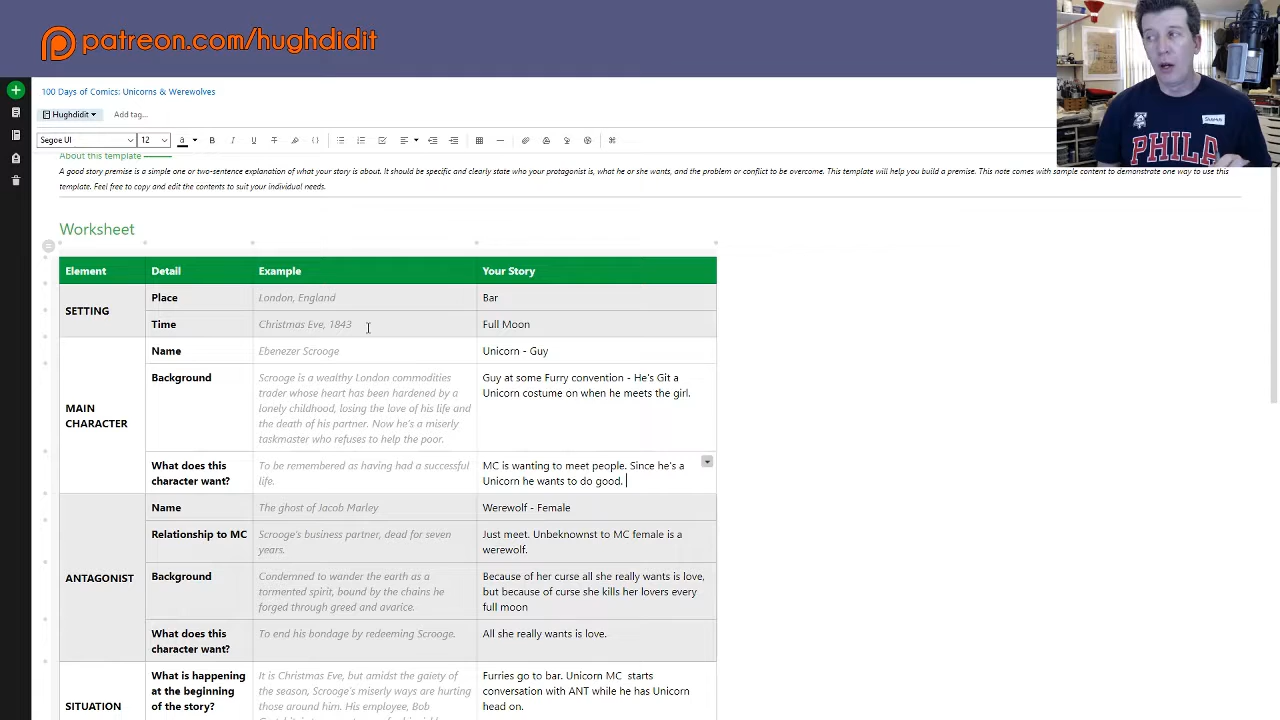 patreon.com/hughdidit
100 Days of Comics: Unicorns & Werewolves
Hughdidit
Add tag...
Segoe UI
12
a
B
I
U
About this template
A good story premise is a simple one or two-sentence explanation of what your story is about. It should be specific and clearly state who your protagonist is, what he or she wants, and the problem or conflict to be overcome. This template will help you build a premise. This note comes with sample content to demonstrate one way to use this
template. Feel free to copy and edit the contents to suit your individual needs.
Worksheet
Element
Detail
Example
Your Story
SETTING
Place
London, England
Bar
Time
Christmas Eve, 1843
Full Moon
MAIN
CHARACTER
Name
Ebenezer Scrooge
Unicorn - Guy
Background
Scrooge is a wealthy London commodities
trader whose heart has been hardened by a
lonely childhood, losing the love of his life and
the death of his partner. Now he's a miserly
taskmaster who refuses to help the poor.
Guy at some Furry convention - He's Git a
Unicorn costume on when he meets the girl.
What does this
character want?
To be remembered as having had a successful
life.
MC is wanting to meet people. Since he's a
Unicorn he wants to do good.
ANTAGONIST
Name
The ghost of Jacob Marley
Werewolf - Female
Relationship to MC
Scrooge's business partner, dead for seven
years.
Just meet. Unbeknownst to MC female is a
werewolf.
Background
Condemned to wander the earth as a
tormented spirit, bound by the chains he
forged through greed and avarice.
Because of her curse all she really wants is love,
but because of curse she kills her lovers every
full moon
What does this
character want?
To end his bondage by redeeming Scrooge.
All she really wants is love.
SITUATION
What is happening
at the beginning
of the story?
It is Christmas Eve, but amidst the gaiety of
the season, Scrooge's miserly ways are hurting
those around him. His employee, Bob
Furries go to bar. Unicorn MC starts
conversation with ANT while he has Unicorn
head on.
PHILA